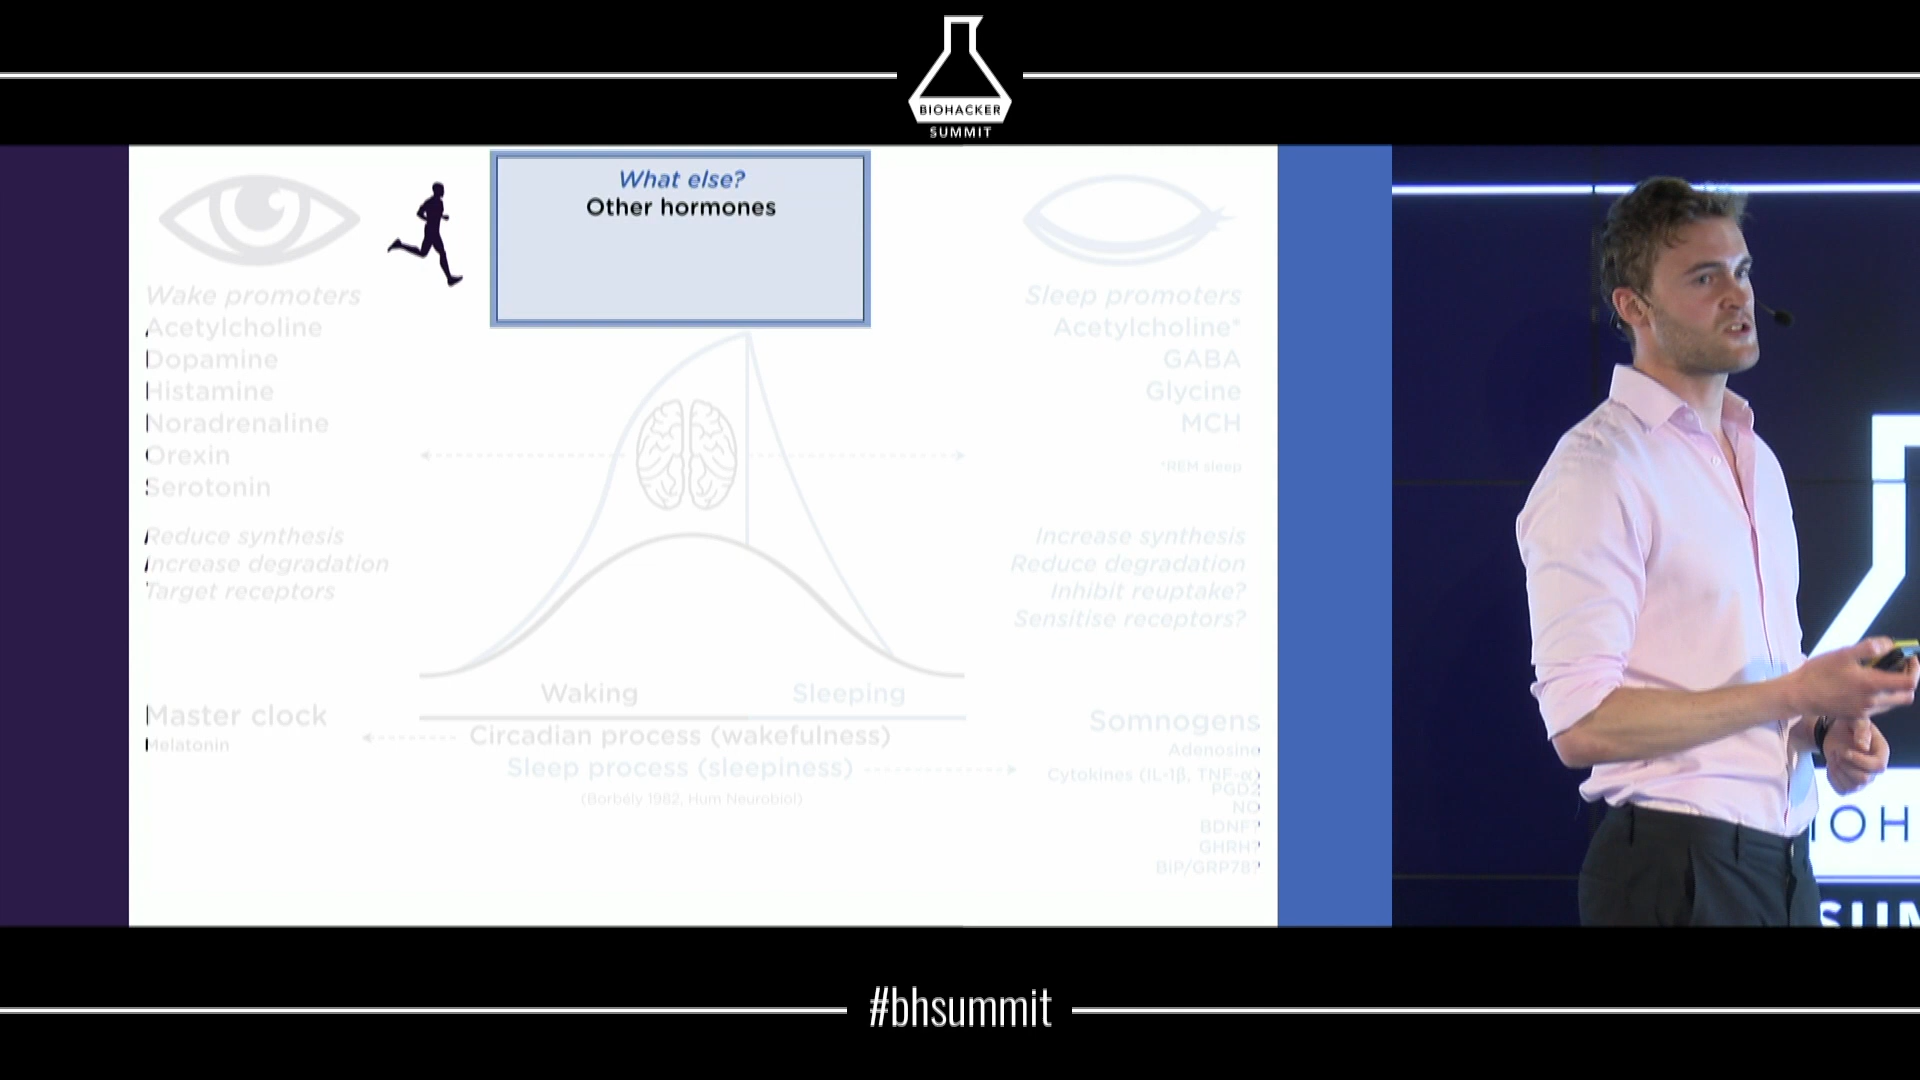 BIOHACKER
SUMMIT
What else?
Other hormones
Wake promoters
Acetylcholine
Dopamine
Histamine
Noradrenaline
Orexin
Serotonin
Reduce synthesis
Increase degradation
Target receptors
Master clock
Melatonin
Sleep promoters
Acetylcholine*
GABA
Glycine
MCH
*REM sleep
Increase synthesis
Reduce degradation
Inhibit reuptake?
Sensitise receptors?
Waking
Sleeping
Circadian process (wakefulness)
Sleep process (sleepiness)
(Borbély 1982, Hum Neurobiol)
Somnogens
Adenosine
Cytokines (IL-1β, TNF-α)
PGD2
NO
BDNF?
GHRH?
BiP/GRP78?
IOH
SUM
#bhsummit